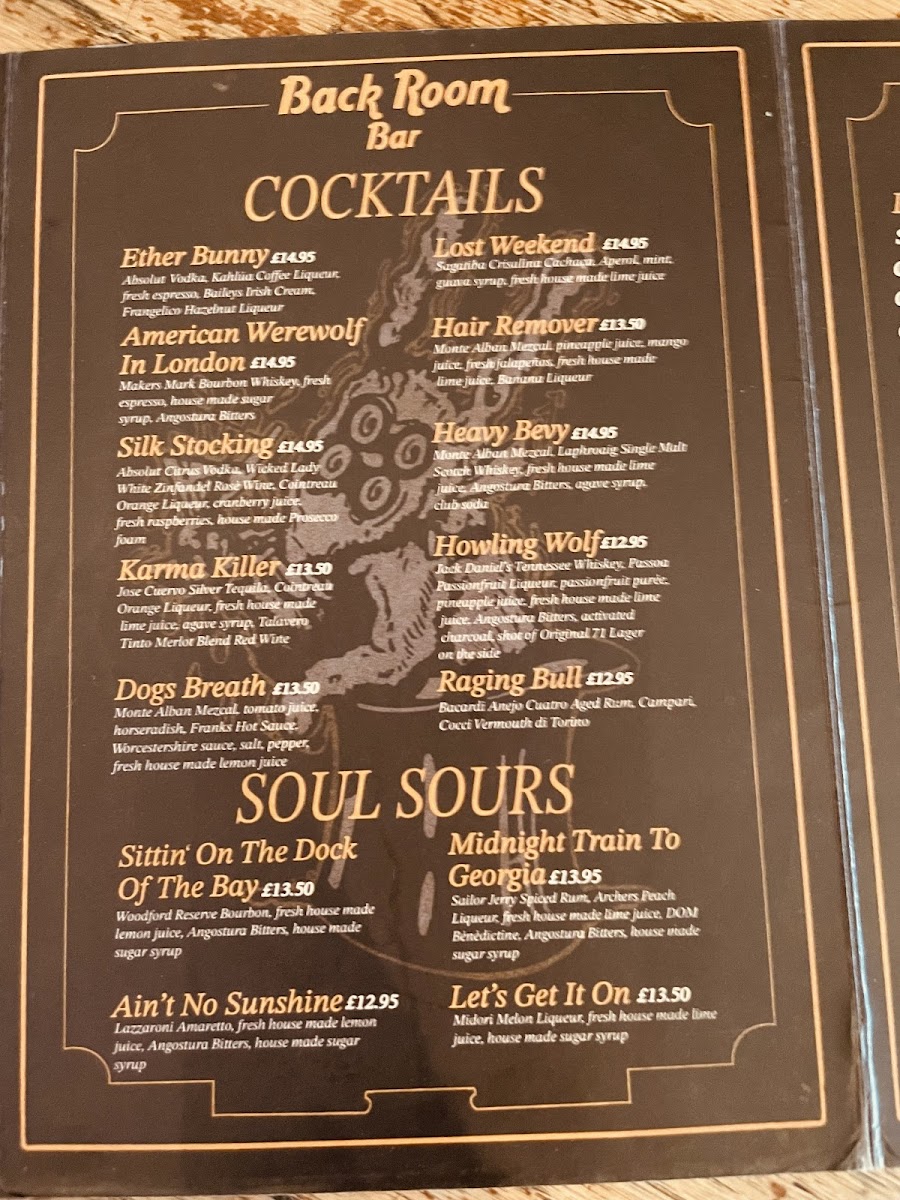 Back Room
Bar
COCKTAILS
Ether Bunny £14.95
Absolut Vodka, Kahlúa Coffee Liqueur,
fresh espresso, Baileys Irish Cream,
Frangelico Hazelnut Liqueur
American Werewolf
In London £14.95
Makers Mark Bourbon Whiskey, fresh
espresso, house made sugar
syrup, Angostura Bitters
Silk Stocking £14.95
Absolut Citrus Vodka, Wicked Lady
White Zinfandel Rosé Wine, Cointreau
Orange Liqueur, cranberry juice,
fresh raspberries, house made Prosecco
foam
Karma Killer £13.50
Jose Cuervo Silver Tequila, Cointreau
Orange Liqueur, fresh house made
lime juice, agave syrup, Talavero
Tinto Merlot Blend Red Wine
Dogs Breath £13.50
Monte Alban Mezcal, tomato juice,
horseradish, Franks Hot Sauce,
Worcestershire sauce, salt, pepper,
fresh house made lemon juice
Lost Weekend £14.95
Sagatiba Cristalina Cachaca, Aperol, mint,
guava syrup, fresh house made lime juice
Hair Remover £13.50
Monte Alban Mezcal, pineapple juice, mango
juice, fresh jalapeños, fresh house made
lime juice, Banana Liqueur
Heavy Bevy £14.95
Monte Alban Mezcal, Laphroaig Single Malt
Scotch Whiskey, fresh house made lime
juice, Angostura Bitters, agave syrup,
club soda
Howling Wolf £12.95
Jack Daniel's Tennessee Whiskey, Passoa
Passionfruit Liqueur, passionfruit purée,
pineapple juice, fresh house made lime
juice, Angostura Bitters, activated
charcoal, shot of Original 71 Lager
on the side
Raging Bull £12.95
Bacardi Anejo Cuatro Aged Rum, Campari,
Cocci Vermouth di Torino
SOUL SOURS
Sittin' On The Dock
Of The Bay £13.50
Woodford Reserve Bourbon, fresh house made
lemon juice, Angostura Bitters, house made
sugar syrup
Ain't No Sunshine £12.95
Lazzaroni Amaretto, fresh house made lemon
juice, Angostura Bitters, house made sugar
syrup
Midnight Train To
Georgia £13.95
Sailor Jerry Spiced Rum, Archers Peach
Liqueur, fresh house made lime juice, DOM
Bénédictine, Angostura Bitters, house made
sugar syrup
Let's Get It On £13.50
Midori Melon Liqueur, fresh house made lime
juice, house made sugar syrup